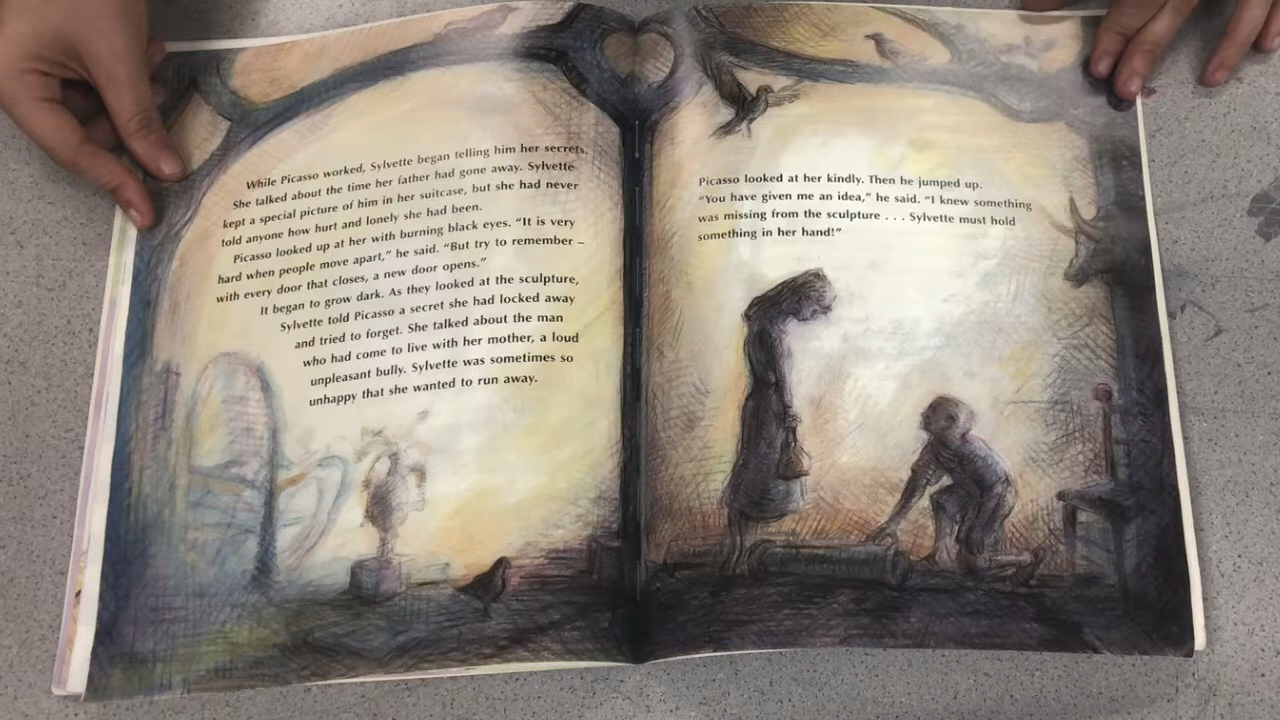 While Picasso worked, Sylvette began telling him her secrets.
She talked about the time her father had gone away. Sylvette
kept a special picture of him in her suitcase, but she had never
told anyone how hurt and lonely she had been.
Picasso looked up at her with burning black eyes. “It is very
hard when people move apart,” he said. “But try to remember –
with every door that closes, a new door opens.”
It began to grow dark. As they looked at the sculpture,
Sylvette told Picasso a secret she had locked away
and tried to forget. She talked about the man
who had come to live with her mother, a loud
unpleasant bully. Sylvette was sometimes so
unhappy that she wanted to run away.
Picasso looked at her kindly. Then he jumped up.
“You have given me an idea,” he said. “I knew something
was missing from the sculpture . . . Sylvette must hold
something in her hand!”